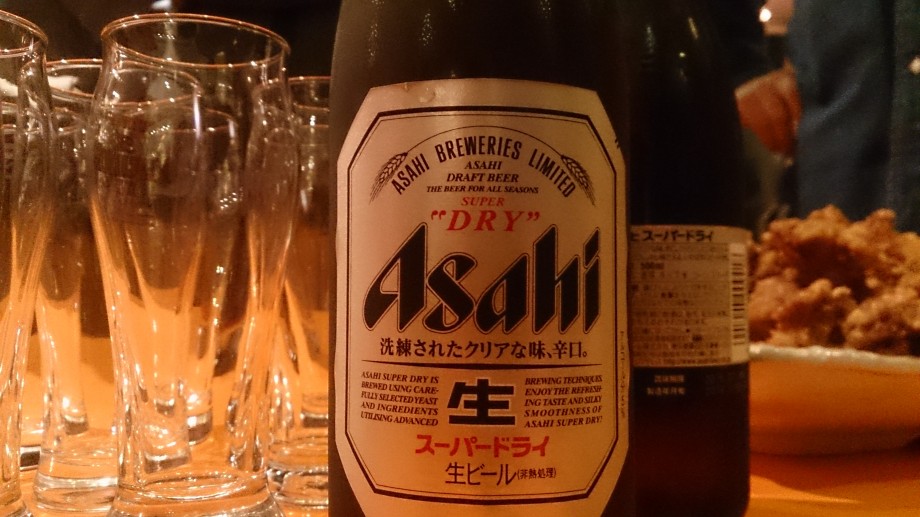 ASAHI BREWERIES LIMITED
ASAHI
DRAFT BEER
THE BEER FOR ALL SEASONS
SUPER
"DRY"
Asahi
洗練されたクリアな味、辛口。
ASAHI SUPER DRY IS
BREWED USING CARE-
FULLY SELECTED YEAST
AND INGREDIENTS
UTILISING ADVANCED
生
BREWING TECHNIQUES.
ENJOY THE REFRESH-
ING TASTE AND SILKY
SMOOTHNESS OF
ASAHI SUPER DRY!
スーパードライ
生ビール(非熱処理)
スーパードライ